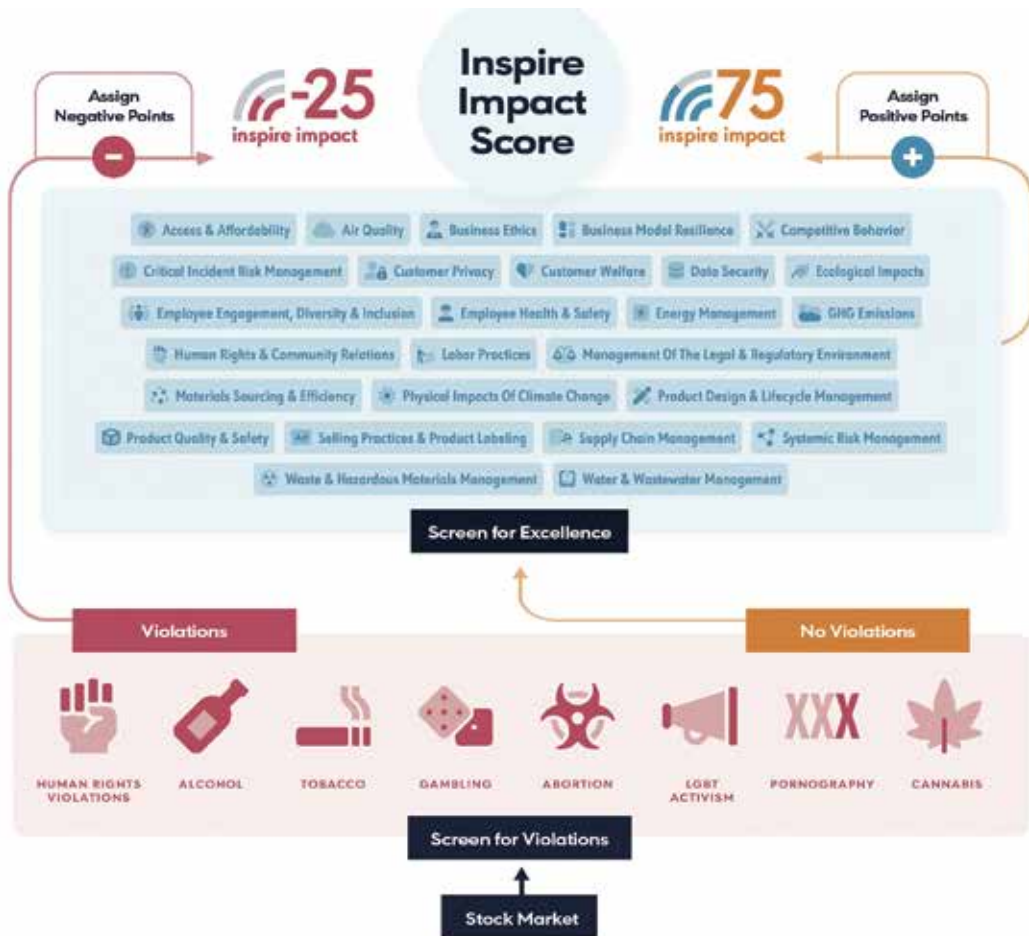 Inspire
Impact
Score
Assign
Negative Points
-25
inspire impact
75
inspire impact
Assign
Positive Points
Access & Affordability
Air Quality
Business Ethics
Business Model Resilience
Competitive Behavior
Critical Incident Risk Management
Customer Privacy
Customer Welfare
Data Security
Ecological Impacts
Employee Engagement, Diversity & Inclusion
Employee Health & Safety
Energy Management
GHG Emissions
Human Rights & Community Relations
Labor Practices
Management Of The Legal & Regulatory Environment
Materials Sourcing & Efficiency
Physical Impacts Of Climate Change
Product Design & Lifecycle Management
Product Quality & Safety
Selling Practices & Product Labeling
Supply Chain Management
Systemic Risk Management
Waste & Hazardous Materials Management
Water & Wastewater Management
Screen for Excellence
Violations
No Violations
XXX
HUMAN RIGHTS
VIOLATIONS
ALCOHOL
TOBACCO
GAMBLING
ABORTION
LGBT
ACTIVISM
PORNOGRAPHY
CANNABIS
Screen for Violations
Stock Market